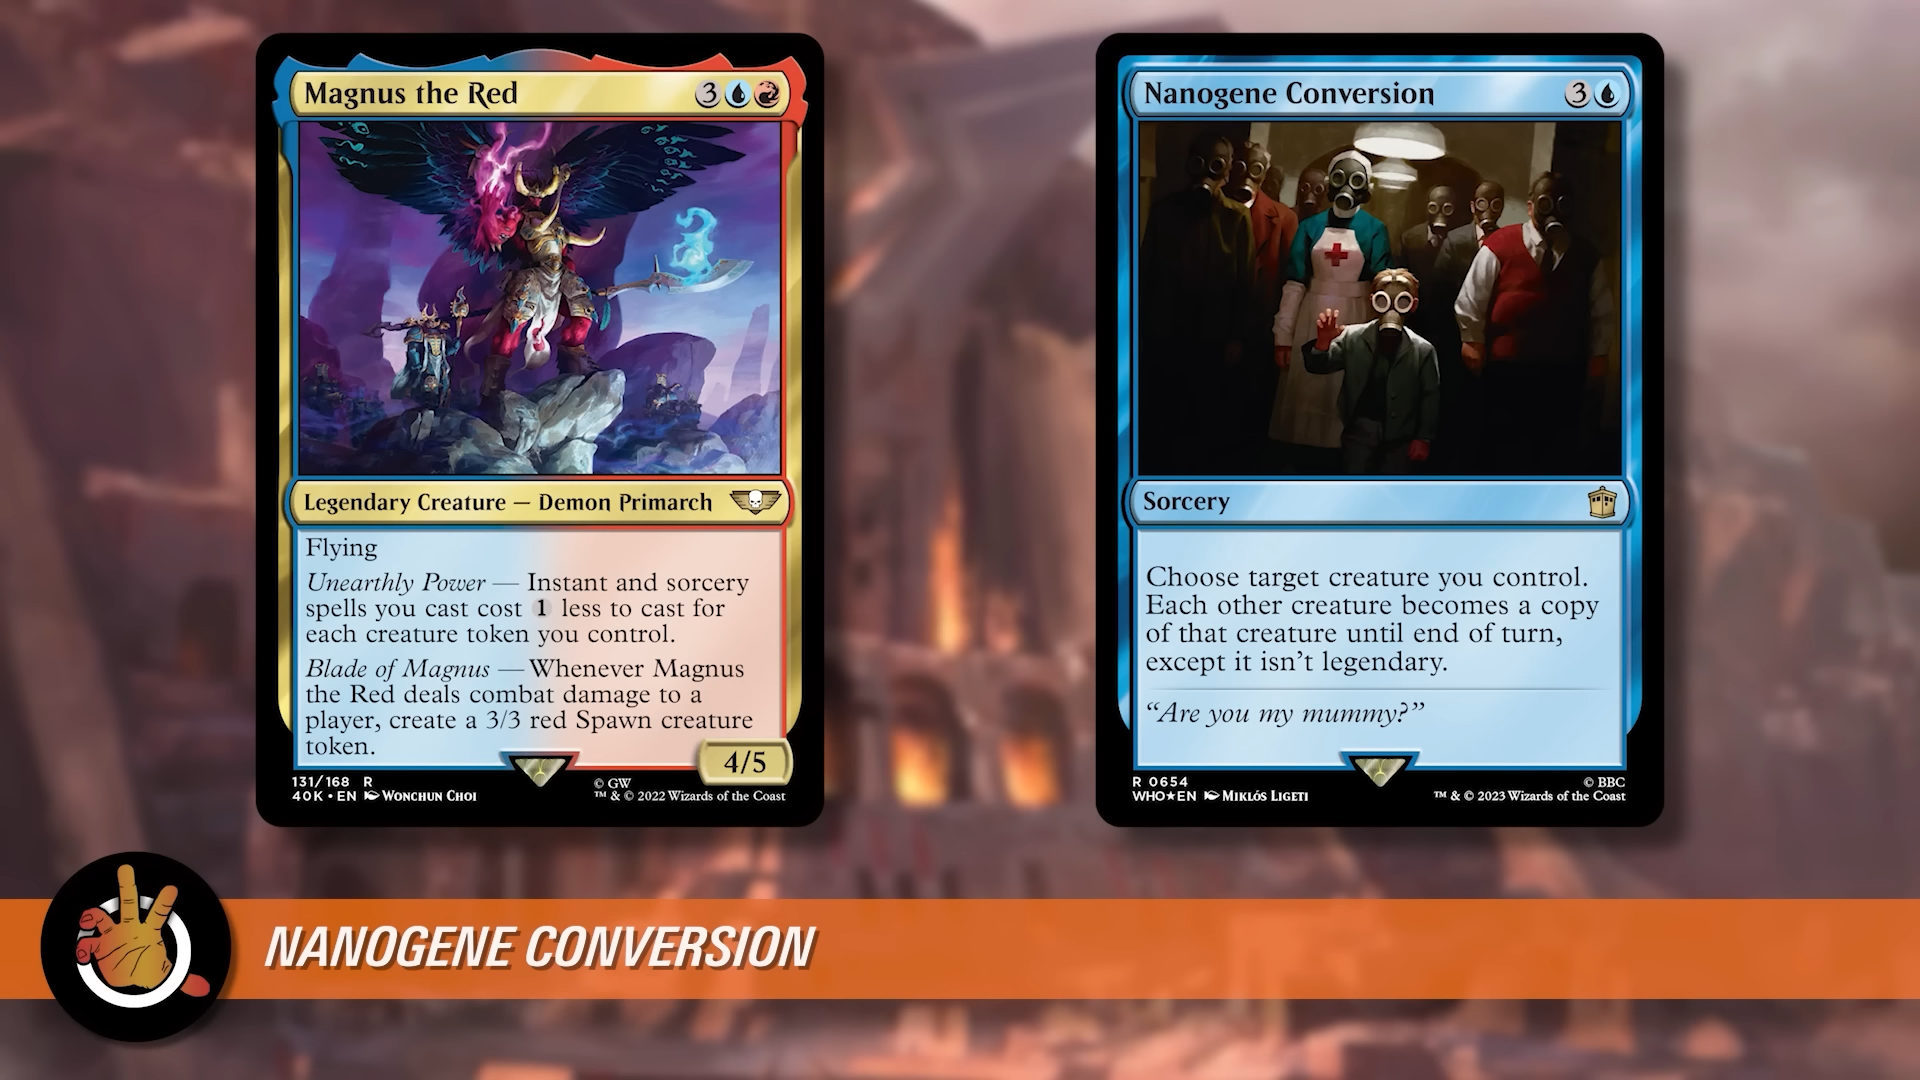 Magnus the Red 3
Legendary Creature — Demon Primarch
Flying
Unearthly Power — Instant and sorcery
spells you cast cost 1 less to cast for
each creature token you control.
Blade of Magnus — Whenever Magnus
the Red deals combat damage to a
player, create a 3/3 red Spawn creature
token.
4/5
131/168 R
40K • EN Wonchun Choi
© GW
™ & © 2022 Wizards of the Coast
Nanogene Conversion 3
Sorcery
Choose target creature you control.
Each other creature becomes a copy
of that creature until end of turn,
except it isn't legendary.
“Are you my mummy?”
R 0654
WHO★EN Miklós Ligeti
© BBC
™ & © 2023 Wizards of the Coast
NANOGENE CONVERSION